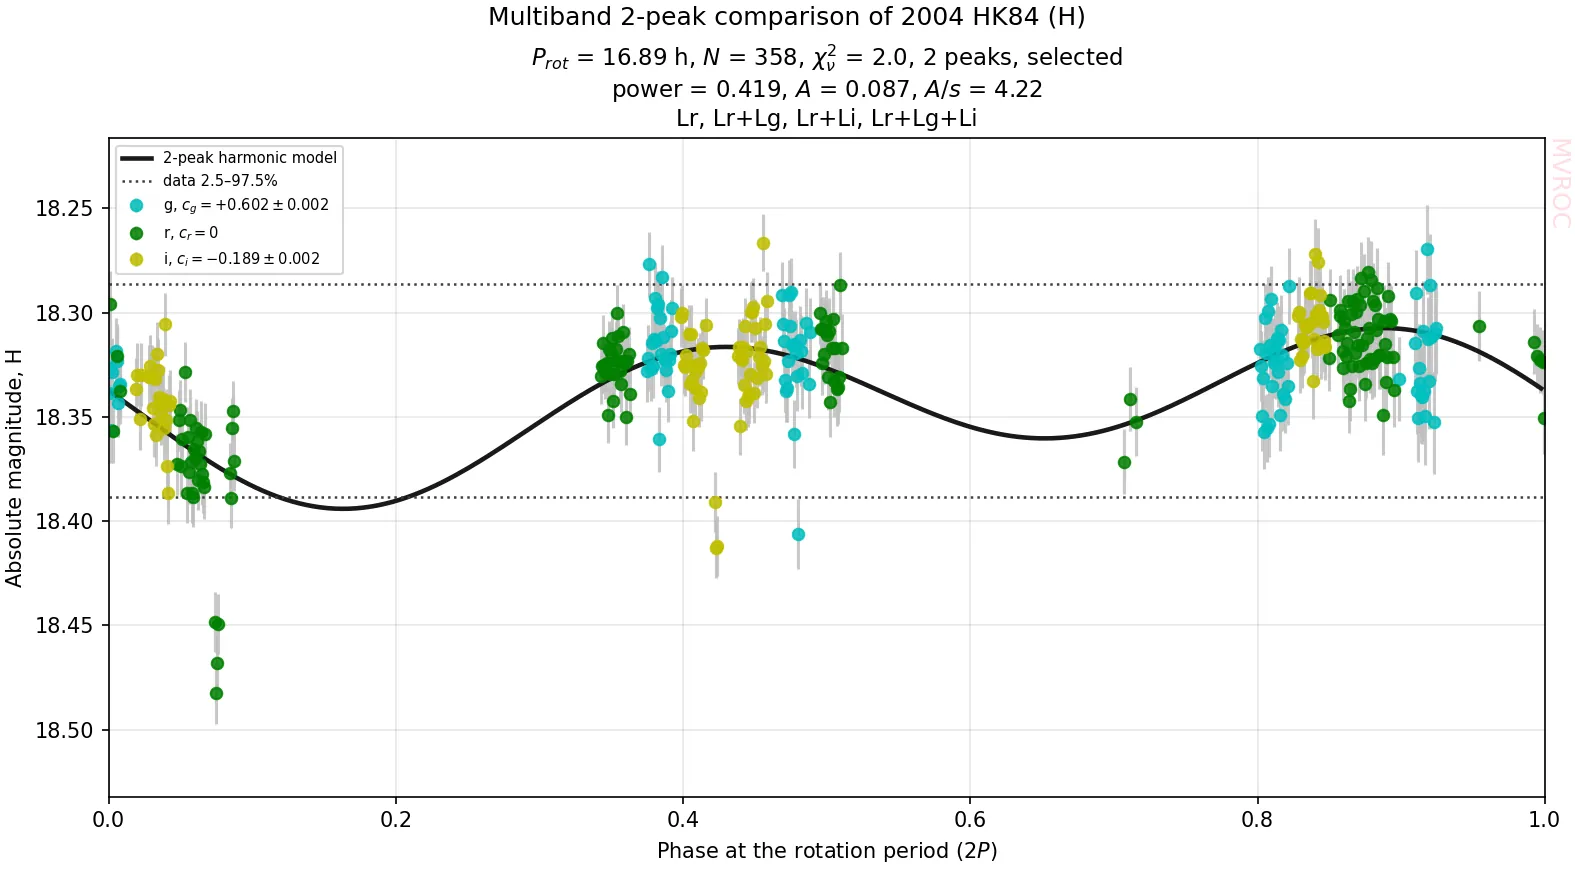 Multiband 2-peak comparison of 2004 HK84 (H)
P_rot = 16.89 h, N = 358, χ²_ν = 2.0, 2 peaks, selected
power = 0.419, A = 0.087, A/s = 4.22
Lr, Lr+Lg, Lr+Li, Lr+Lg+Li
2-peak harmonic model
data 2.5–97.5%
g, c_g = +0.602 ± 0.002
r, c_r = 0
i, c_i = −0.189 ± 0.002
MVROC
Absolute magnitude, H
18.25
18.30
18.35
18.40
18.45
18.50
0.0 0.2 0.4 0.6 0.8 1.0
Phase at the rotation period (2P)